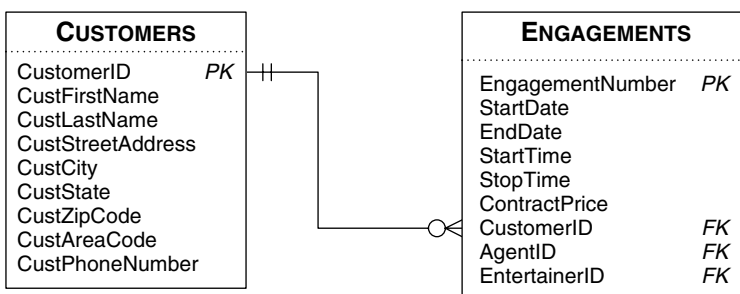 CUSTOMERS
CustomerID PK
CustFirstName
CustLastName
CustStreetAddress
CustCity
CustState
CustZipCode
CustAreaCode
CustPhoneNumber
ENGAGEMENTS
EngagementNumber PK
StartDate
EndDate
StartTime
StopTime
ContractPrice
CustomerID FK
AgentID FK
EntertainerID FK